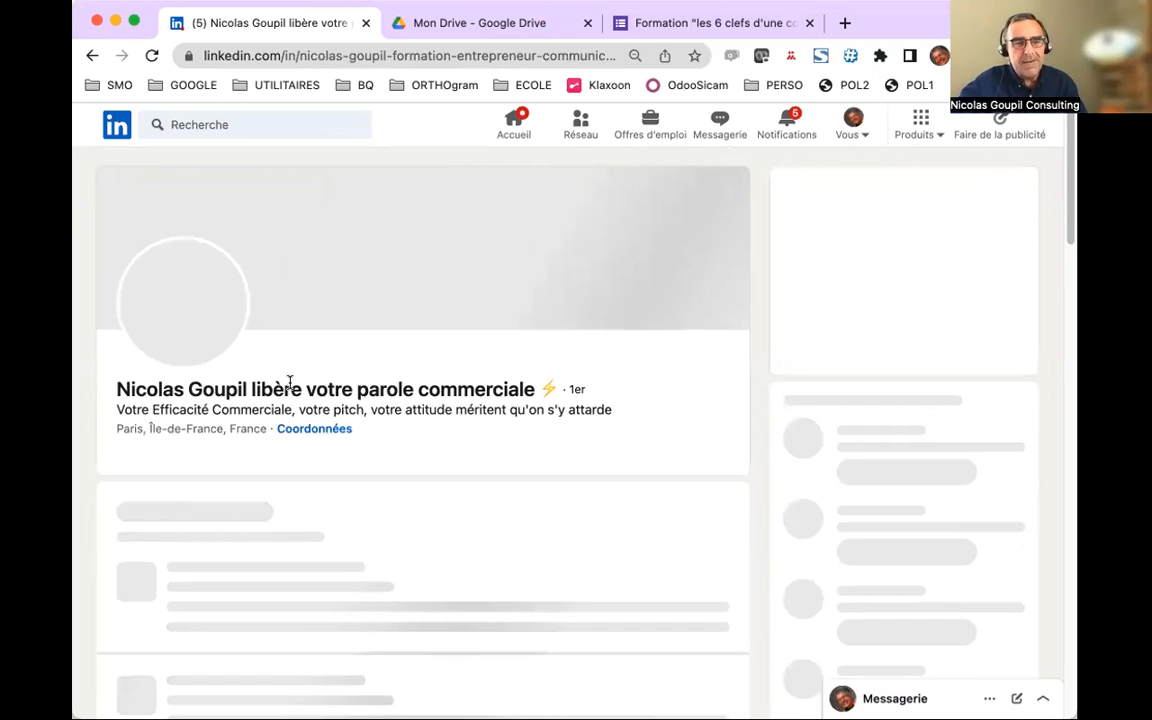 (5) Nicolas Goupil libère votre
Mon Drive - Google Drive
Formation "les 6 clefs d'une co
linkedin.com/in/nicolas-goupil-formation-entrepreneur-communic...
SMO
GOOGLE
UTILITAIRES
BQ
ORTHOgram
ECOLE
Klaxoon
OdooSicam
PERSO
POL2
POL1
Nicolas Goupil Consulting
in
Recherche
Accueil
Réseau
Offres d'emploi
Messagerie
5
Notifications
Vous
Produits
Faire de la publicité
Nicolas Goupil libère votre parole commerciale ⚡ · 1er
Votre Efficacité Commerciale, votre pitch, votre attitude méritent qu'on s'y attarde
Paris, Île-de-France, France · Coordonnées
Messagerie